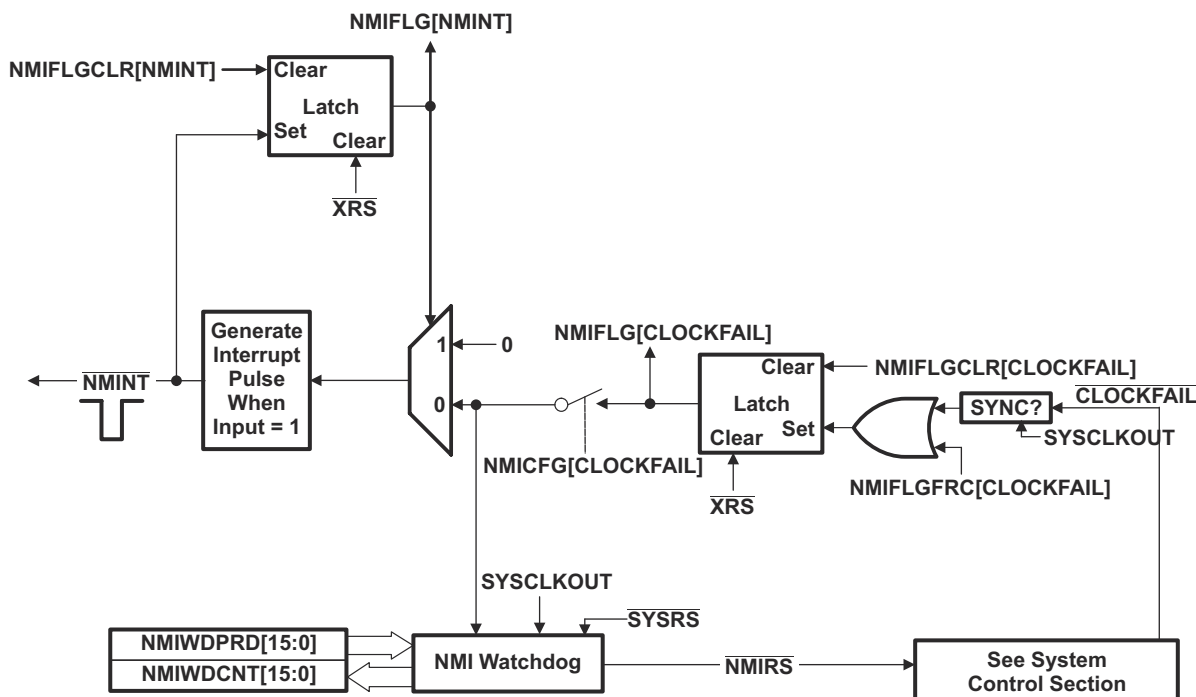 NMIFLG[NMINT]
NMIFLGCLR[NMINT]
Clear
Latch
Set
Clear
XRS
Generate
Interrupt
Pulse
When
Input = 1
NMINT
1
0
0
NMIFLG[CLOCKFAIL]
NMICFG[CLOCKFAIL]
Clear
Latch
Set
Clear
XRS
NMIFLGCLR[CLOCKFAIL]
CLOCKFAIL
SYNC?
SYSCLKOUT
NMIFLGFRC[CLOCKFAIL]
SYSCLKOUT
SYSRS
NMIWDPRD[15:0]
NMIWDCNT[15:0]
NMI Watchdog
NMIRS
See System
Control Section